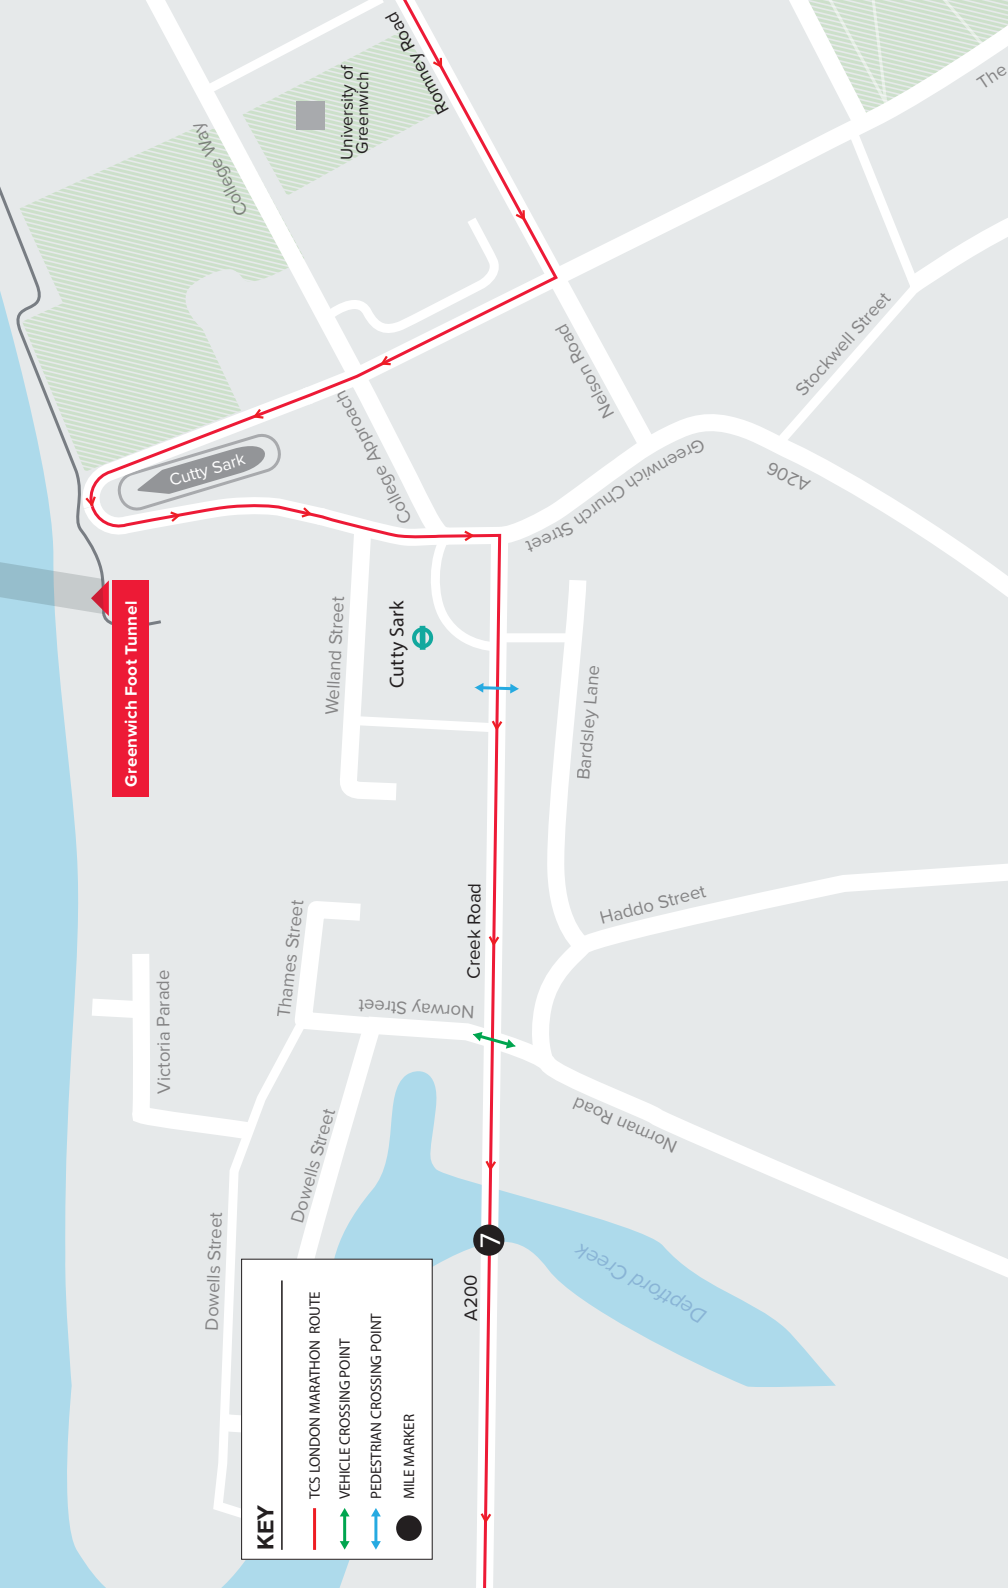 Romney Road
University of
Greenwich
College Way
The
Nelson Road
Stockwell Street
College Approach
Cutty Sark
Greenwich Church Street
A206
Greenwich Foot Tunnel
Welland Street
Cutty Sark
Bardsley Lane
Haddo Street
Creek Road
Thames Street
Norway Street
Victoria Parade
Norman Road
Dowells Street
Dowells Street
Deptford Creek
7
A200
KEY
TCS LONDON MARATHON ROUTE
VEHICLE CROSSING POINT
PEDESTRIAN CROSSING POINT
MILE MARKER